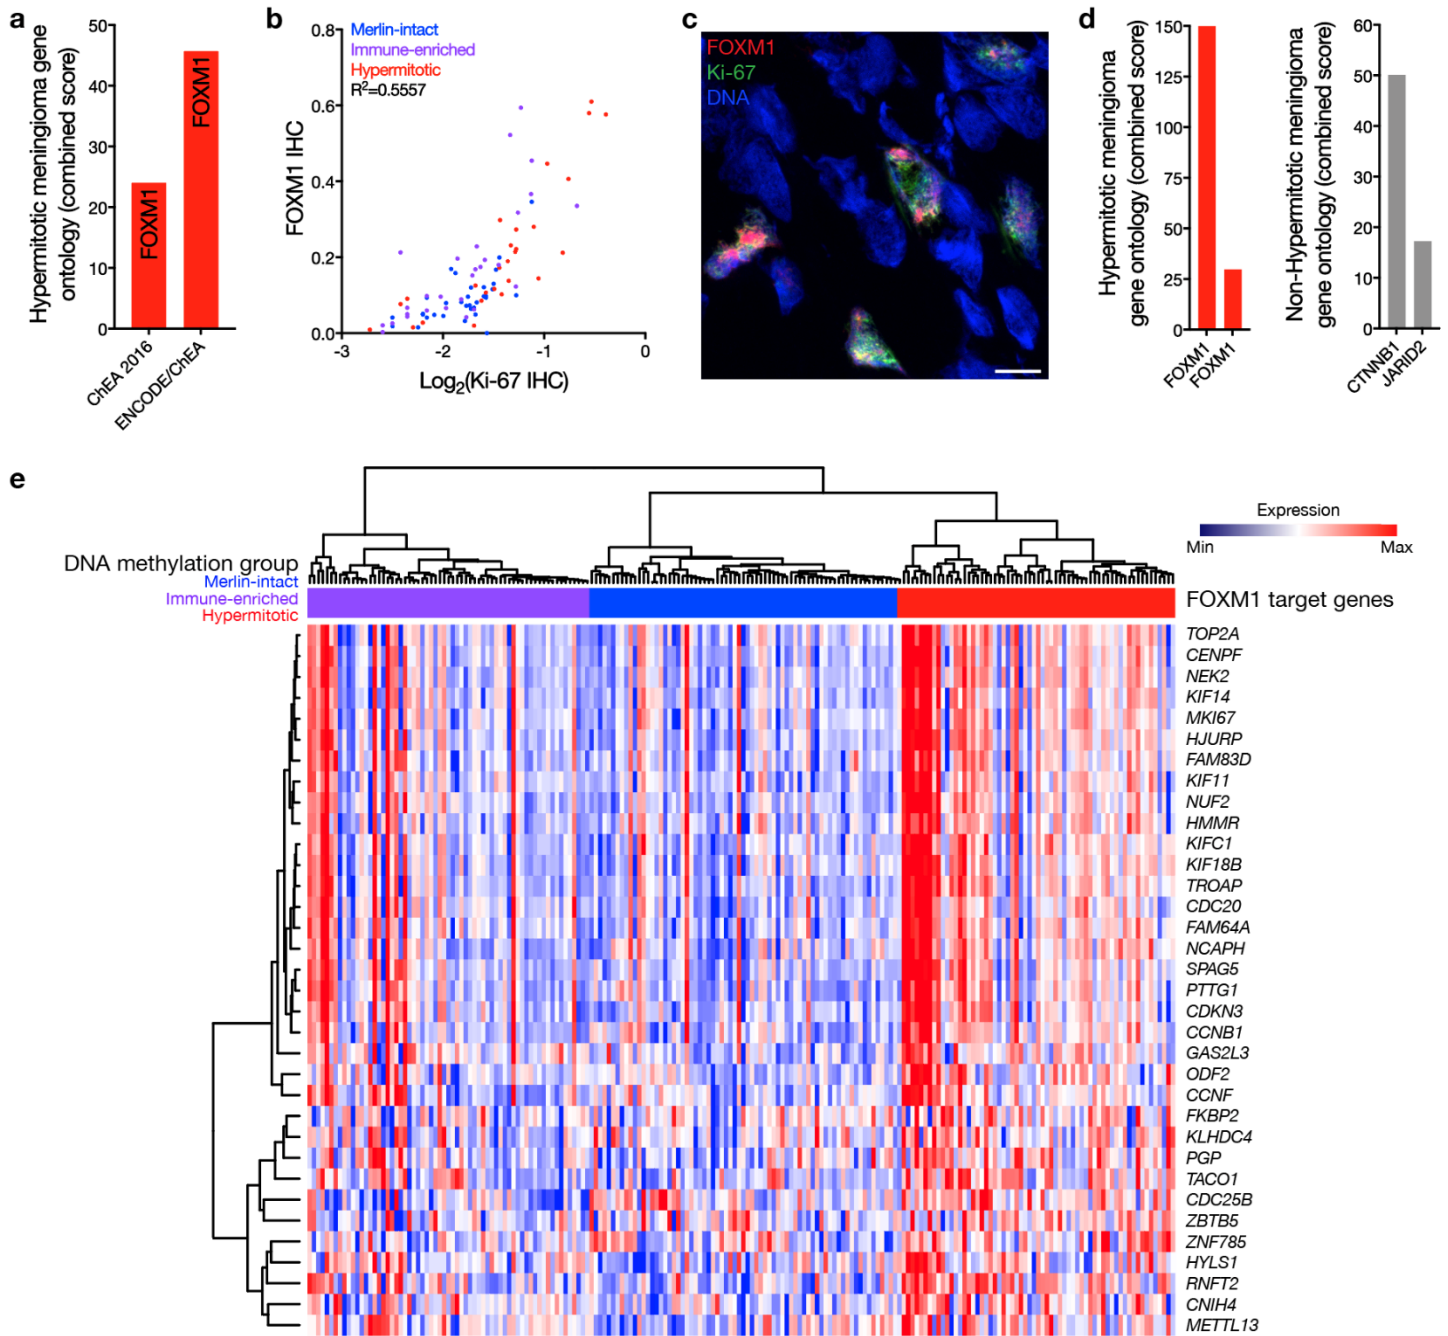 a
Hypermitotic meningioma gene
ontology (combined score)
50
40
30
20
10
0
FOXM1
FOXM1
ChEA 2016
ENCODE/ChEA
b
Merlin-intact
Immune-enriched
Hypermitotic
R²=0.5557
FOXM1 IHC
0.8
0.6
0.4
0.2
0.0
-3
-2
-1
0
Log₂(Ki-67 IHC)
c
FOXM1
Ki-67
DNA
d
Hypermitotic meningioma
gene ontology (combined score)
150
125
100
75
50
25
0
FOXM1
FOXM1
Non-Hypermitotic meningioma
gene ontology (combined score)
60
50
40
30
20
10
0
CTNNB1
JARID2
e
DNA methylation group
Merlin-intact
Immune-enriched
Hypermitotic
Expression
Min Max
FOXM1 target genes
TOP2A
CENPF
NEK2
KIF14
MKI67
HJURP
FAM83D
KIF11
NUF2
HMMR
KIFC1
KIF18B
TROAP
CDC20
FAM64A
NCAPH
SPAG5
PTTG1
CDKN3
CCNB1
GAS2L3
ODF2
CCNF
FKBP2
KLHDC4
PGP
TACO1
CDC25B
ZBTB5
ZNF785
HYLS1
RNFT2
CNIH4
METTL13